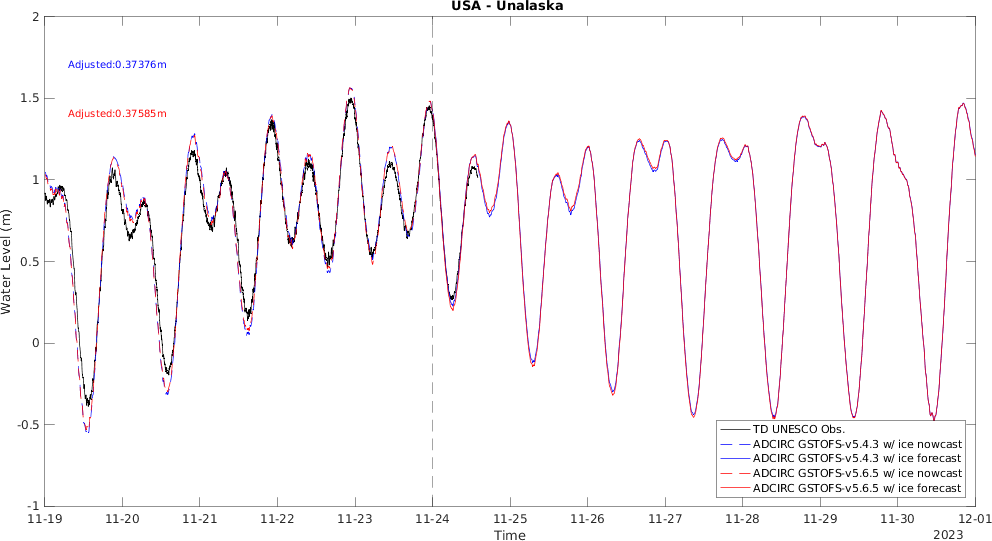 USA - Unalaska
2
Adjusted:0.37376m
1.5
Adjusted:0.37585m
1
Water Level (m)
0.5
0
-0.5
-1
TD UNESCO Obs.
ADCIRC GSTOFS-v5.4.3 w/ ice nowcast
ADCIRC GSTOFS-v5.4.3 w/ ice forecast
ADCIRC GSTOFS-v5.6.5 w/ ice nowcast
ADCIRC GSTOFS-v5.6.5 w/ ice forecast
11-19 11-20 11-21 11-22 11-23 11-24 11-25 11-26 11-27 11-28 11-29 11-30 12-01
Time
2023